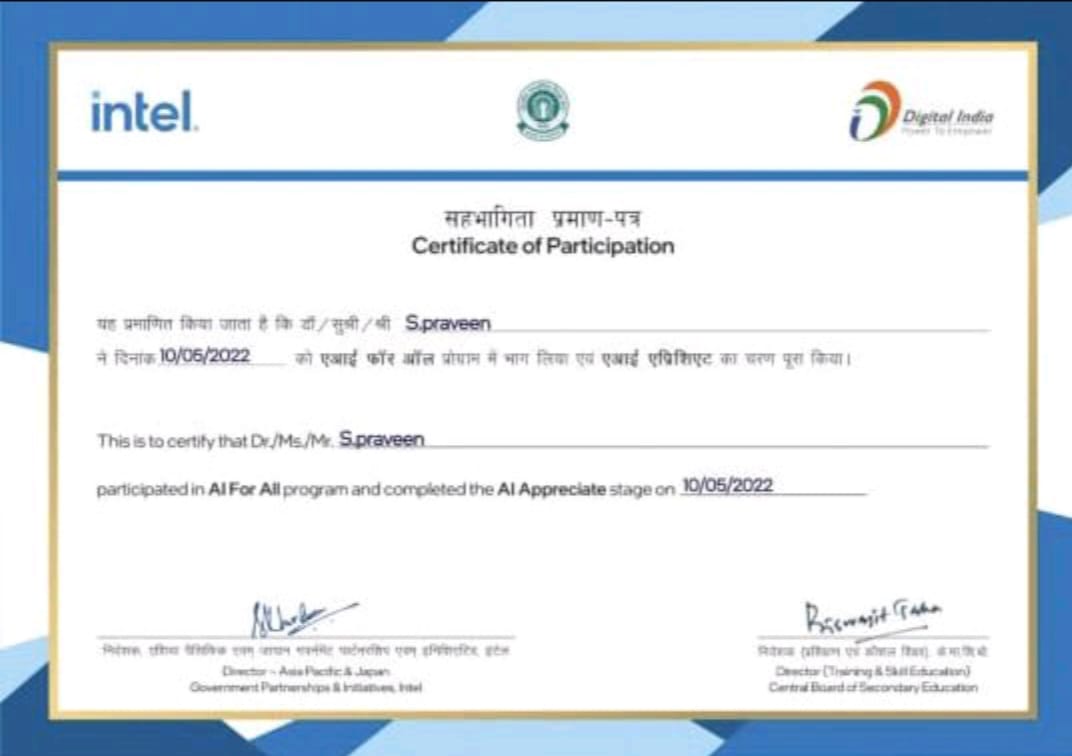 intel.
Digital India
Power To Empower
सहभागिता प्रमाण-पत्र
Certificate of Participation
यह प्रमाणित किया जाता है कि डॉ/सुश्री/श्री S.praveen
ने दिनांक 10/05/2022 को एआई फॉर ऑल प्रोग्राम में भाग लिया एवं एआई एप्रिशिएट का चरण पूरा किया।
This is to certify that Dr./Ms./Mr. S.praveen
participated in AI For All program and completed the AI Appreciate stage on 10/05/2022
Biswajit Saha
निदेशक, एशिया पैसिफिक एवम् जापान गवर्नमेंट पार्टनरशिप एवम् इनिशिएटिव, इंटेल
Director - Asia Pacific & Japan
Government Partnerships & Initiatives, Intel
निदेशक (प्रशिक्षण एवं कौशल शिक्षा), के.मा.शि.बो.
Director (Training & Skill Education)
Central Board of Secondary Education